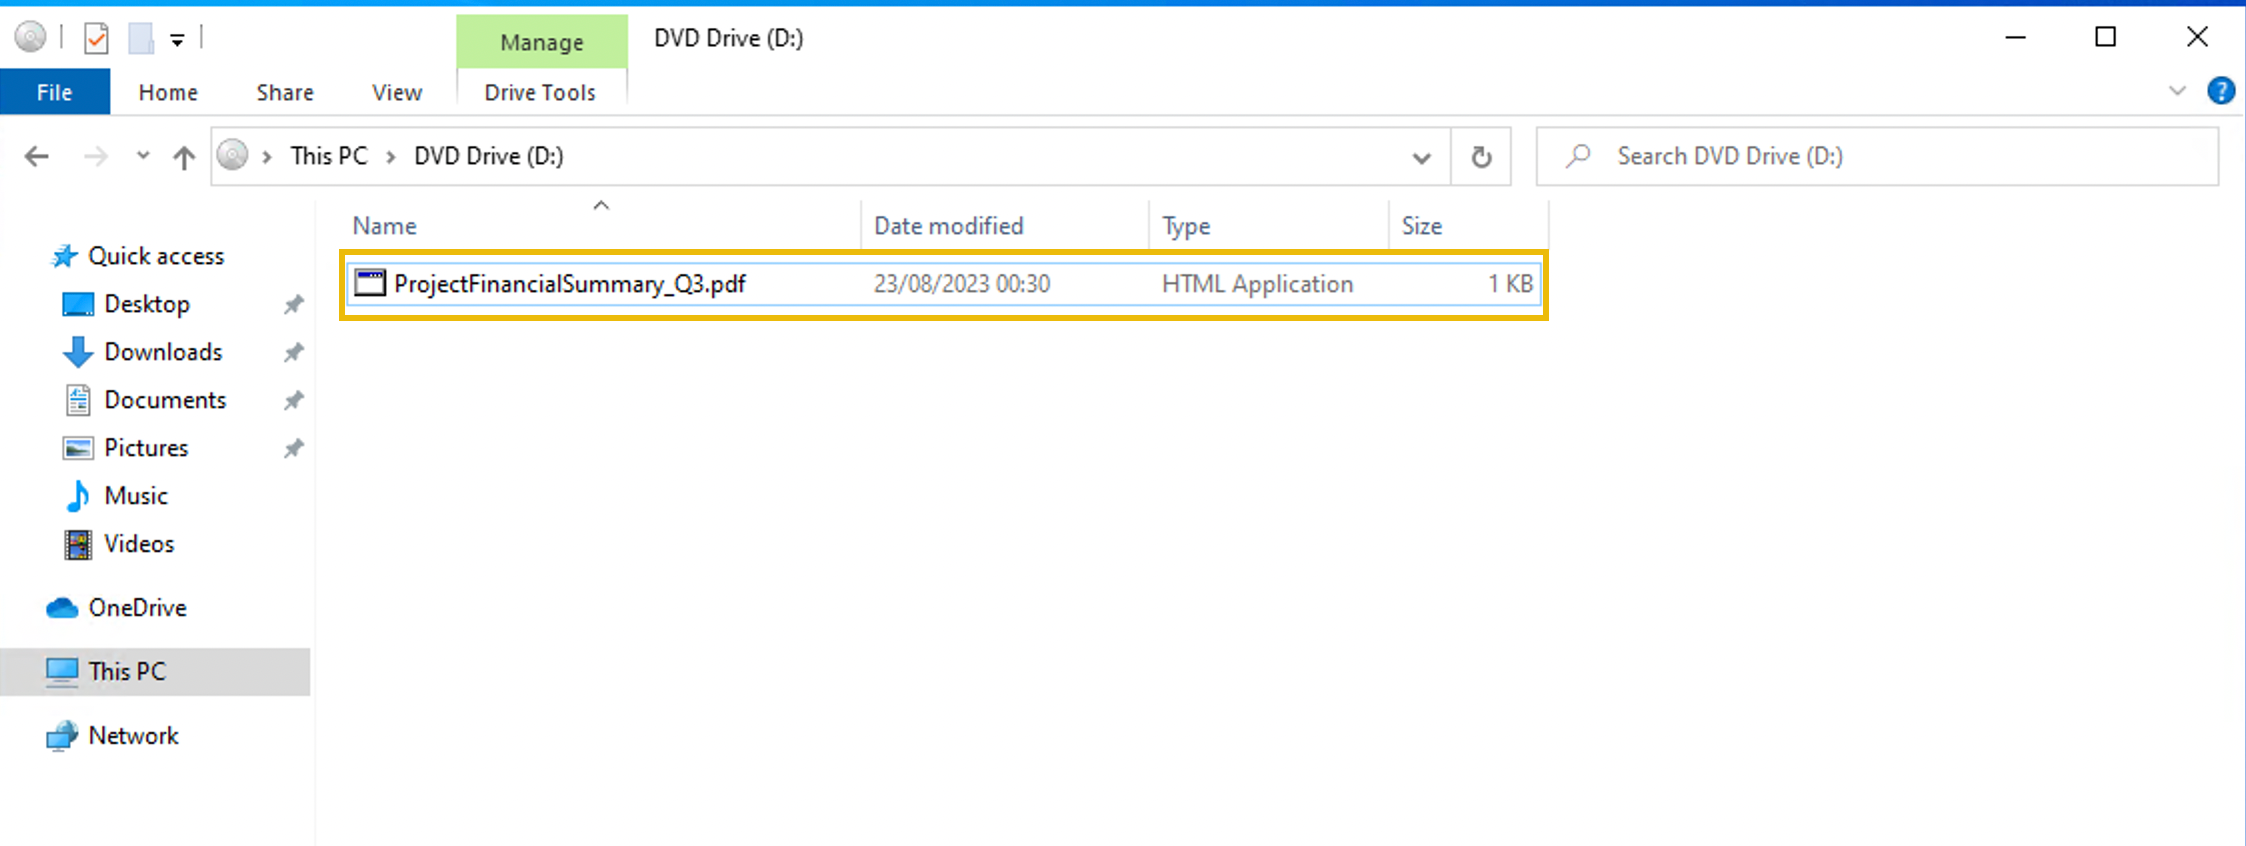 Manage
DVD Drive (D:)
File
Home
Share
View
Drive Tools
?
This PC
DVD Drive (D:)
Search DVD Drive (D:)
Name
Date modified
Type
Size
ProjectFinancialSummary_Q3.pdf
23/08/2023 00:30
HTML Application
1 KB
Quick access
Desktop
Downloads
Documents
Pictures
Music
Videos
OneDrive
This PC
Network